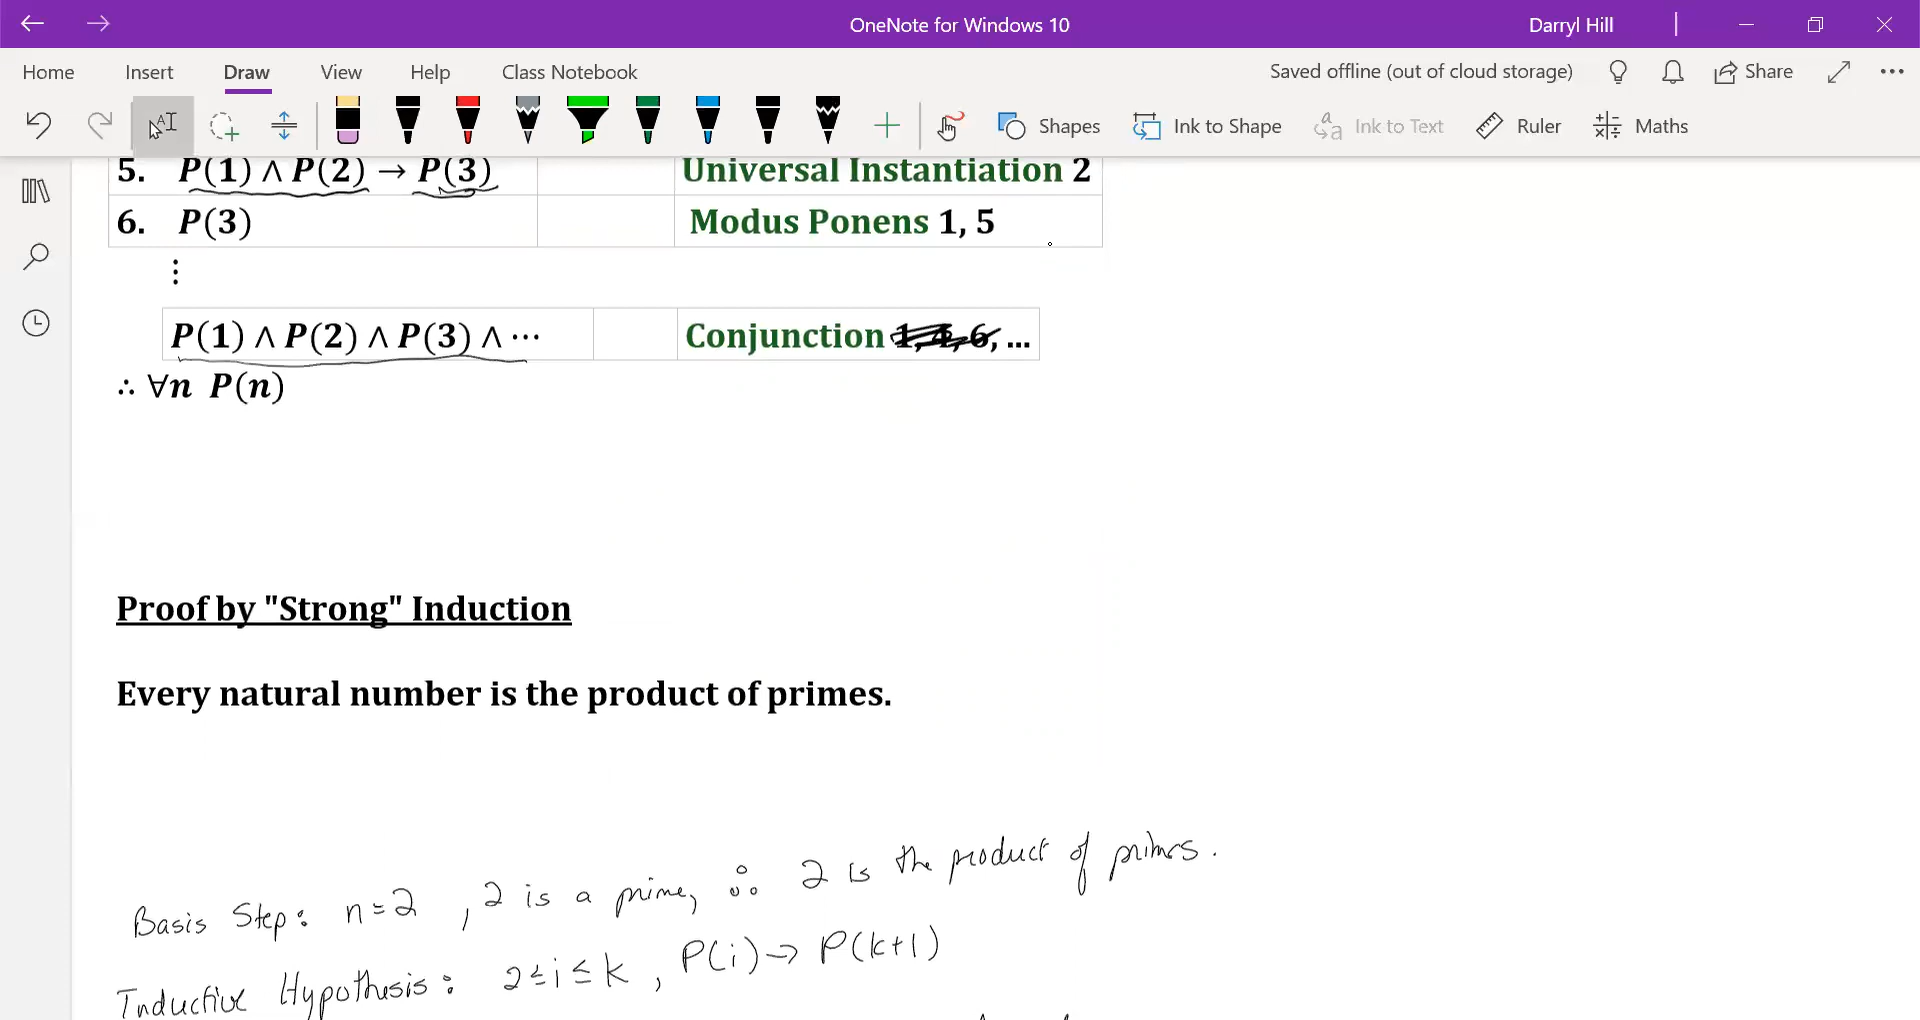 OneNote for Windows 10
Darryl Hill
Home Insert Draw View Help Class Notebook
Saved offline (out of cloud storage) Share
Shapes Ink to Shape Ink to Text Ruler Maths
5. P(1) ∧ P(2) → P(3) Universal Instantiation 2
6. P(3) Modus Ponens 1, 5
⋮
P(1) ∧ P(2) ∧ P(3) ∧ ⋯ Conjunction 1, 4, 6, ...
∴ ∀n P(n)
Proof by "Strong" Induction
Every natural number is the product of primes.
Basis Step: n=2 , 2 is a prime, ∴ 2 is the product of primes.
Inductive Hypothesis: 2≤i≤k , P(i)→P(k+1)